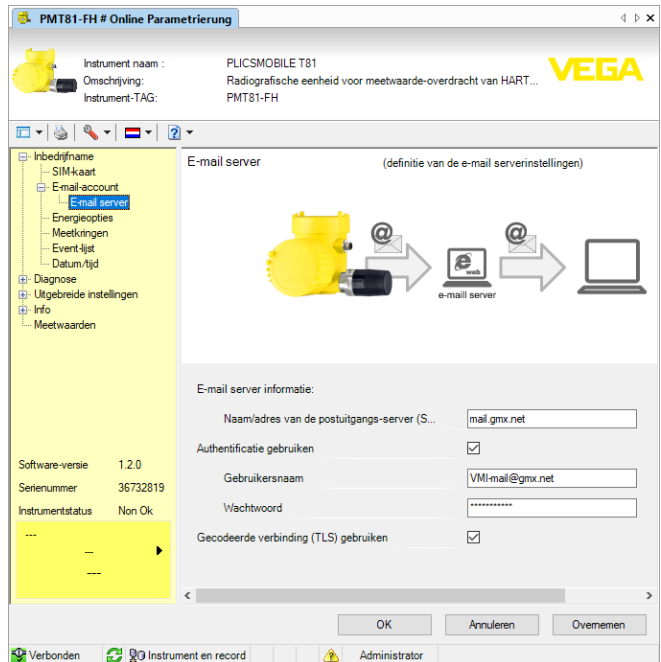 PMT81-FH # Online Parametrierung
Instrument naam : PLICSMOBILE T81
Omschrijving: Radiografische eenheid voor meetwaarde-overdracht van HART...
Instrument-TAG: PMT81-FH
VEGA
Inbedrijfname
SIM-kaart
E-mail-account
E-mail server
Energieopties
Meetkringen
Event-lijst
Datum/tijd
Diagnose
Uitgebreide instellingen
Info
Meetwaarden
Software-versie 1.2.0
Serienummer 36732819
Instrumentstatus Non Ok
---
---
---
E-mail server (definitie van de e-mail serverinstellingen)
@ @
e web
e-maill server
E-mail server informatie:
Naam/adres van de postuitgangs-server (S... mail.gmx.net
Authentificatie gebruiken
Gebruikersnaam VMI-mail@gmx.net
Wachtwoord ***********
Gecodeerde verbinding (TLS) gebruiken
OK Annuleren Overnemen
Verbonden Instrument en record Administrator